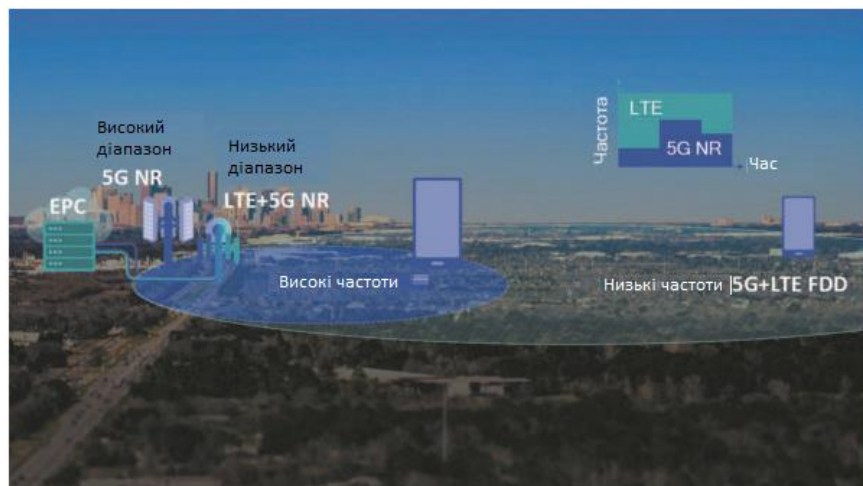 Високий
діапазон
5G NR
Низький
діапазон
LTE+5G NR
EPC
Частота
LTE
5G NR
Час
Високі частоти
Низькі частоти
5G+LTE FDD